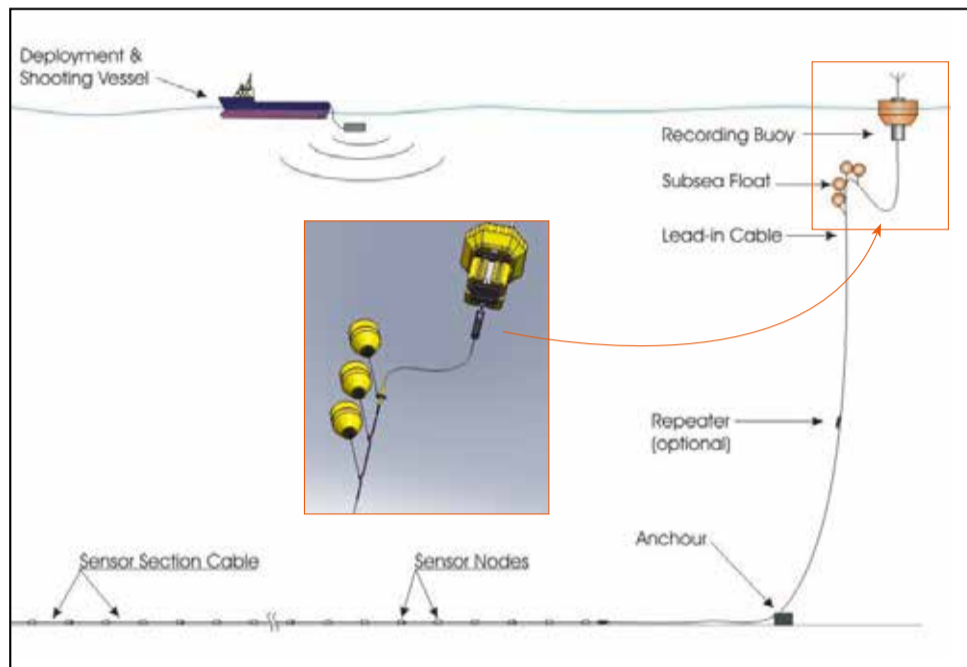 Deployment &
Shooting Vessel
Recording Buoy
Subsea Float
Lead-in Cable
Repeater
(optional)
Anchour
Sensor Section Cable
Sensor Nodes